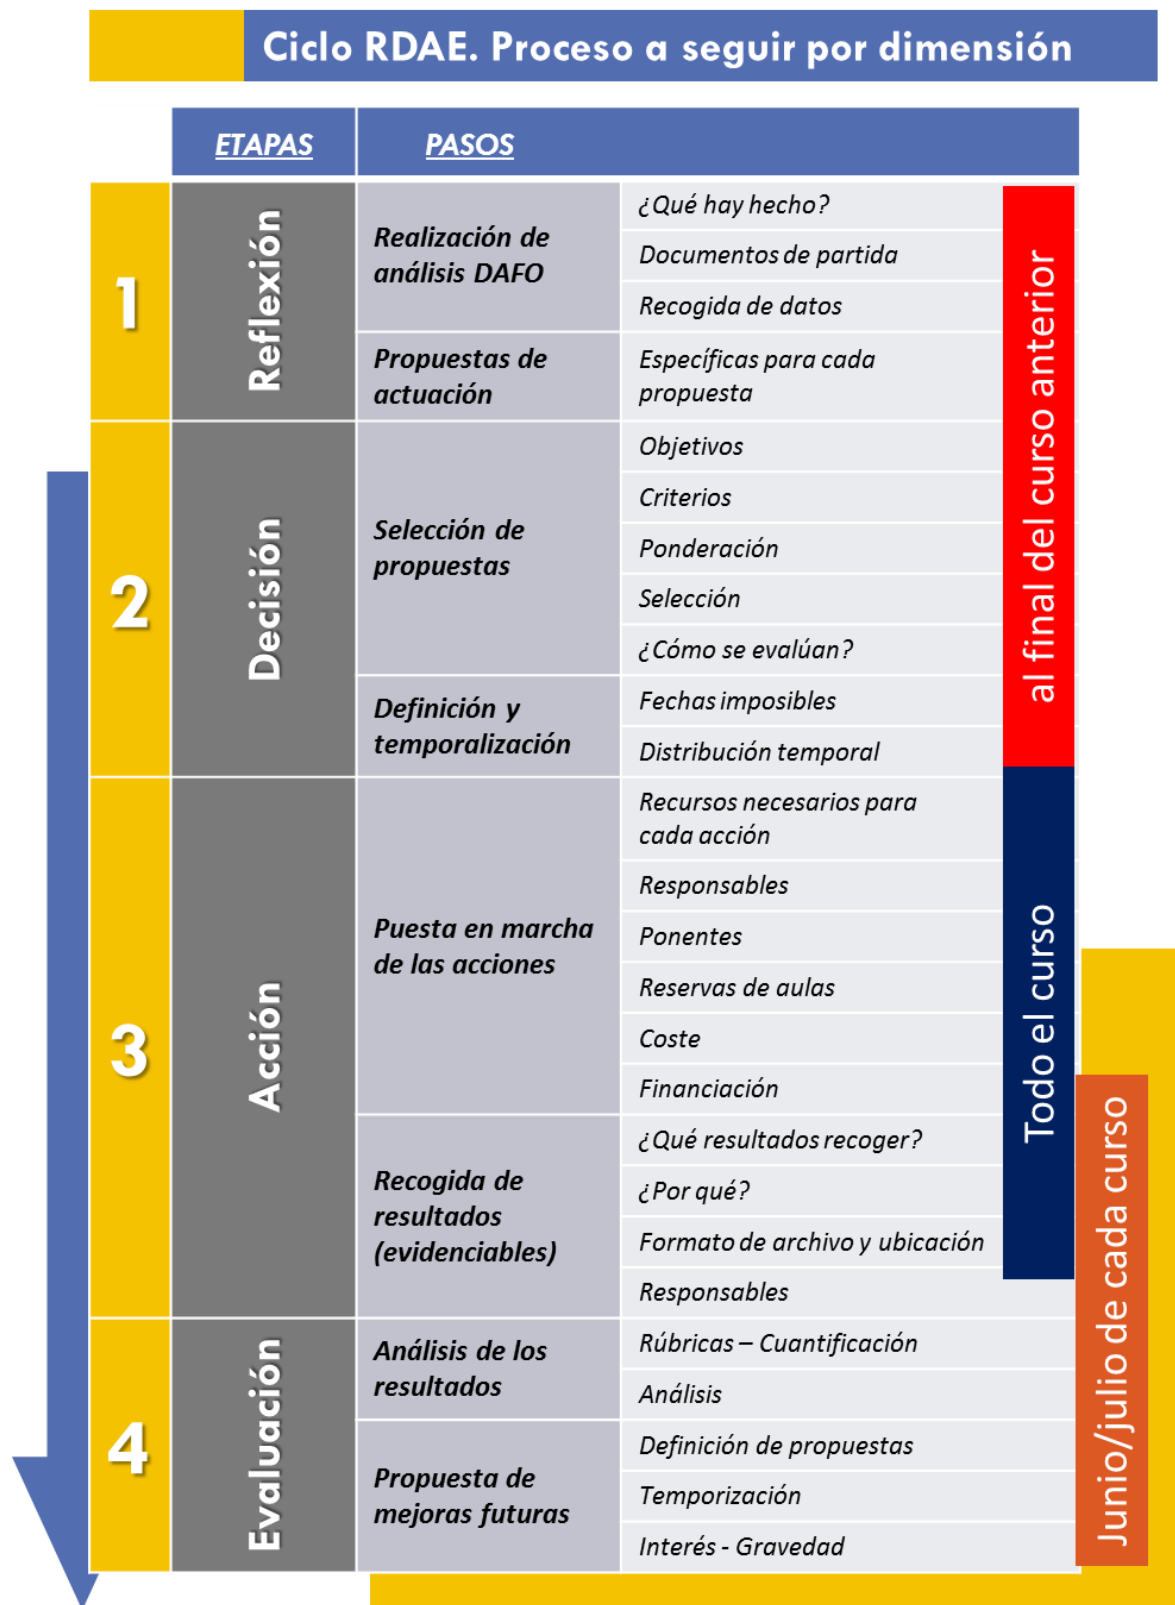 Ciclo RDAE. Proceso a seguir por dimensión
ETAPAS
PASOS
1
Reflexión
Realización de
análisis DAFO
¿Qué hay hecho?
Documentos de partida
Recogida de datos
Propuestas de
actuación
Específicas para cada
propuesta
2
Decisión
Selección de
propuestas
Objetivos
Criterios
Ponderación
Selección
¿Cómo se evalúan?
Definición y
temporalización
Fechas imposibles
Distribución temporal
al final del curso anterior
3
Acción
Puesta en marcha
de las acciones
Recursos necesarios para
cada acción
Responsables
Ponentes
Reservas de aulas
Coste
Financiación
Recogida de
resultados
(evidenciables)
¿Qué resultados recoger?
¿Por qué?
Formato de archivo y ubicación
Responsables
Todo el curso
4
Evaluación
Análisis de los
resultados
Rúbricas – Cuantificación
Análisis
Propuesta de
mejoras futuras
Definición de propuestas
Temporización
Interés - Gravedad
Junio/julio de cada curso